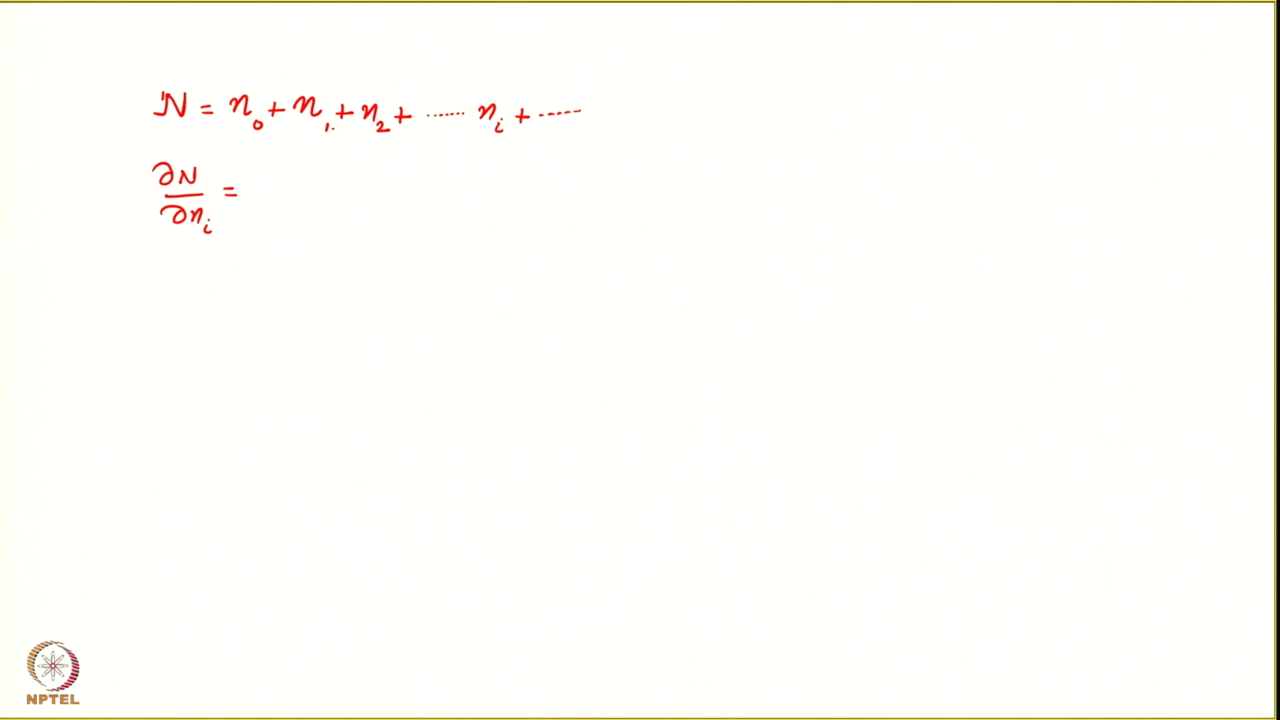 N = n₀ + n₁ + n₂ + ...... nᵢ + ......
∂N/∂nᵢ =
NPTEL